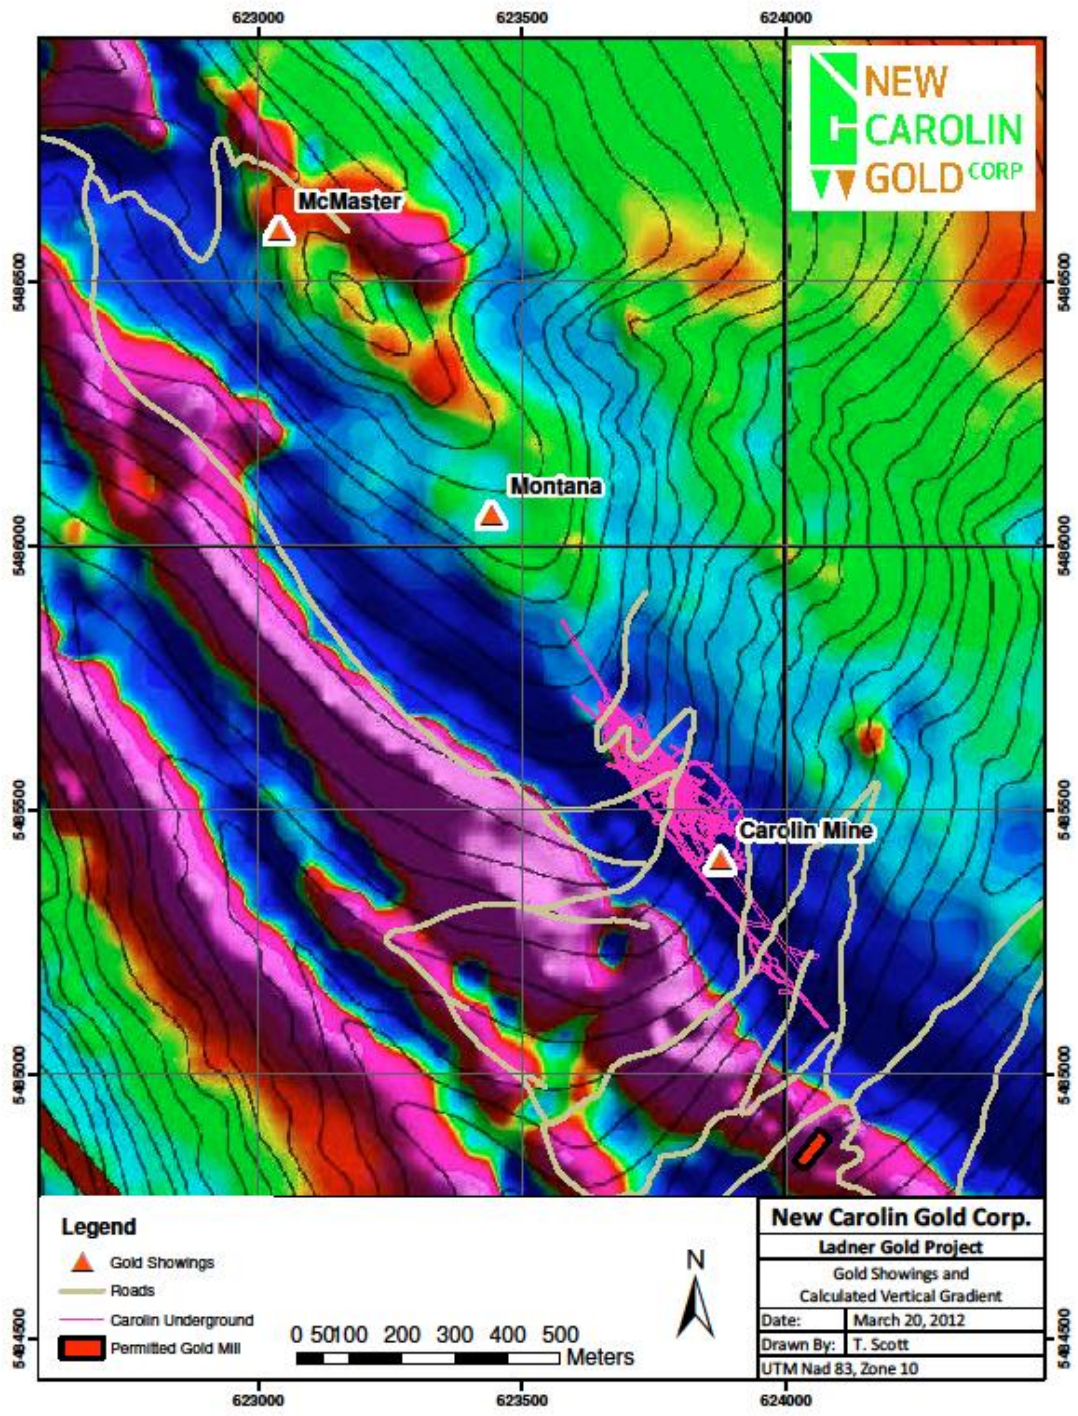 623000 623500 624000
NEW
CAROLIN
GOLD CORP
McMaster
5486500 5486500
Montana
5486000 5486000
5485500 5485500
Carolin Mine
5485000 5485000
Legend
Gold Showings
Roads
Carolin Underground
Permitted Gold Mill
0 50 100 200 300 400 500
Meters
N
New Carolin Gold Corp.
Ladner Gold Project
Gold Showings and
Calculated Vertical Gradient
Date: March 20, 2012
Drawn By: T. Scott
UTM Nad 83, Zone 10
5484500 5484500
623000 623500 624000